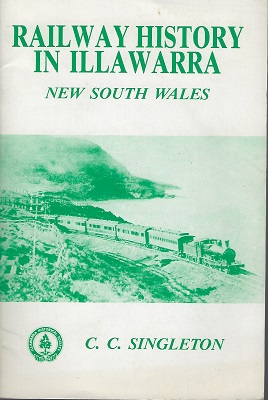 RAILWAY HISTORY
IN ILLAWARRA
NEW SOUTH WALES
C. C. SINGLETON